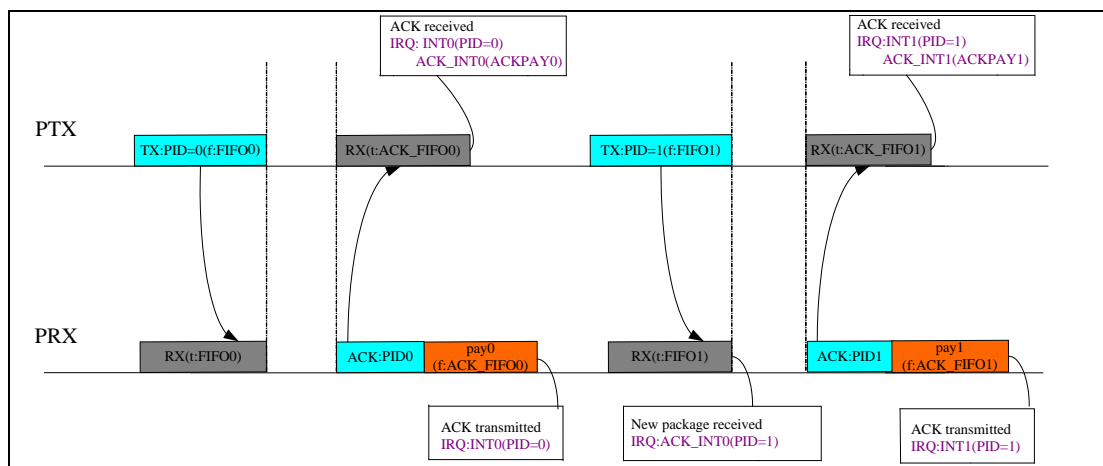 ACK received
IRQ: INT0(PID=0)
ACK_INT0(ACKPAY0)
ACK received
IRQ:INT1(PID=1)
ACK_INT1(ACKPAY1)
PTX
TX:PID=0(f:FIFO0)
RX(t:ACK_FIFO0)
TX:PID=1(f:FIFO1)
RX(t:ACK_FIFO1)
PRX
RX(t:FIFO0)
ACK:PID0
pay0
(f:ACK_FIFO0)
RX(t:FIFO1)
ACK:PID1
pay1
(f:ACK_FIFO1)
ACK transmitted
IRQ:INT0(PID=0)
New package received
IRQ:ACK_INT0(PID=1)
ACK transmitted
IRQ:INT1(PID=1)